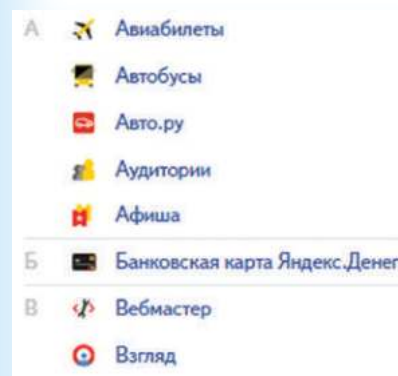 А Авиабилеты
Автобусы
Авто.ру
Аудитории
Афиша
Б Банковская карта Яндекс.Денег
В Вебмастер
Взгляд